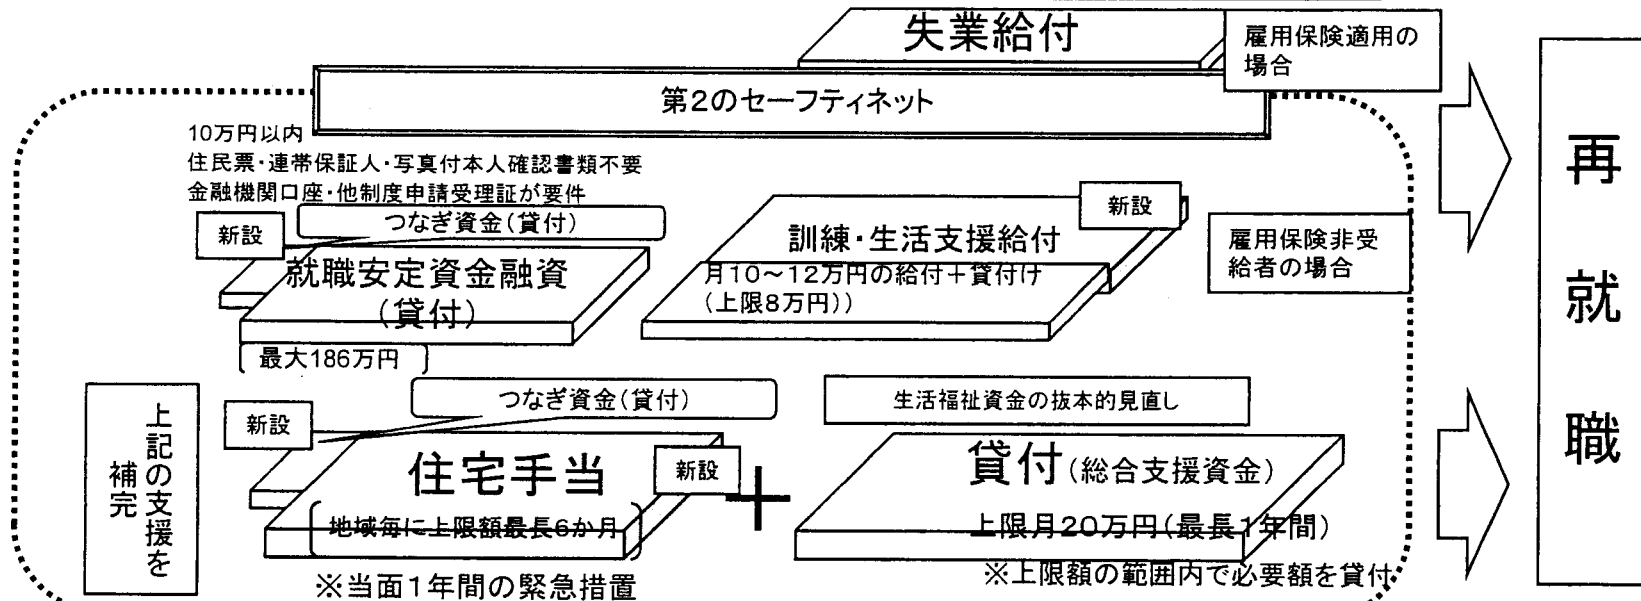 失業給付
雇用保険適用の
場合
第2のセーフティネット
10万円以内
住民票・連帯保証人・写真付本人確認書類不要
金融機関口座・他制度申請受理証が要件
新設
つなぎ資金(貸付)
就職安定資金融資
(貸付)
最大186万円
新設
訓練・生活支援給付
月10～12万円の給付＋貸付け
(上限8万円))
雇用保険非受
給者の場合
上記の支援を
補完
新設
つなぎ資金(貸付)
住宅手当
新設
地域毎に上限額最長6か月
※当面1年間の緊急措置
＋
生活福祉資金の抜本的見直し
貸付(総合支援資金)
上限月20万円(最長1年間)
※上限額の範囲内で必要額を貸付
再就職